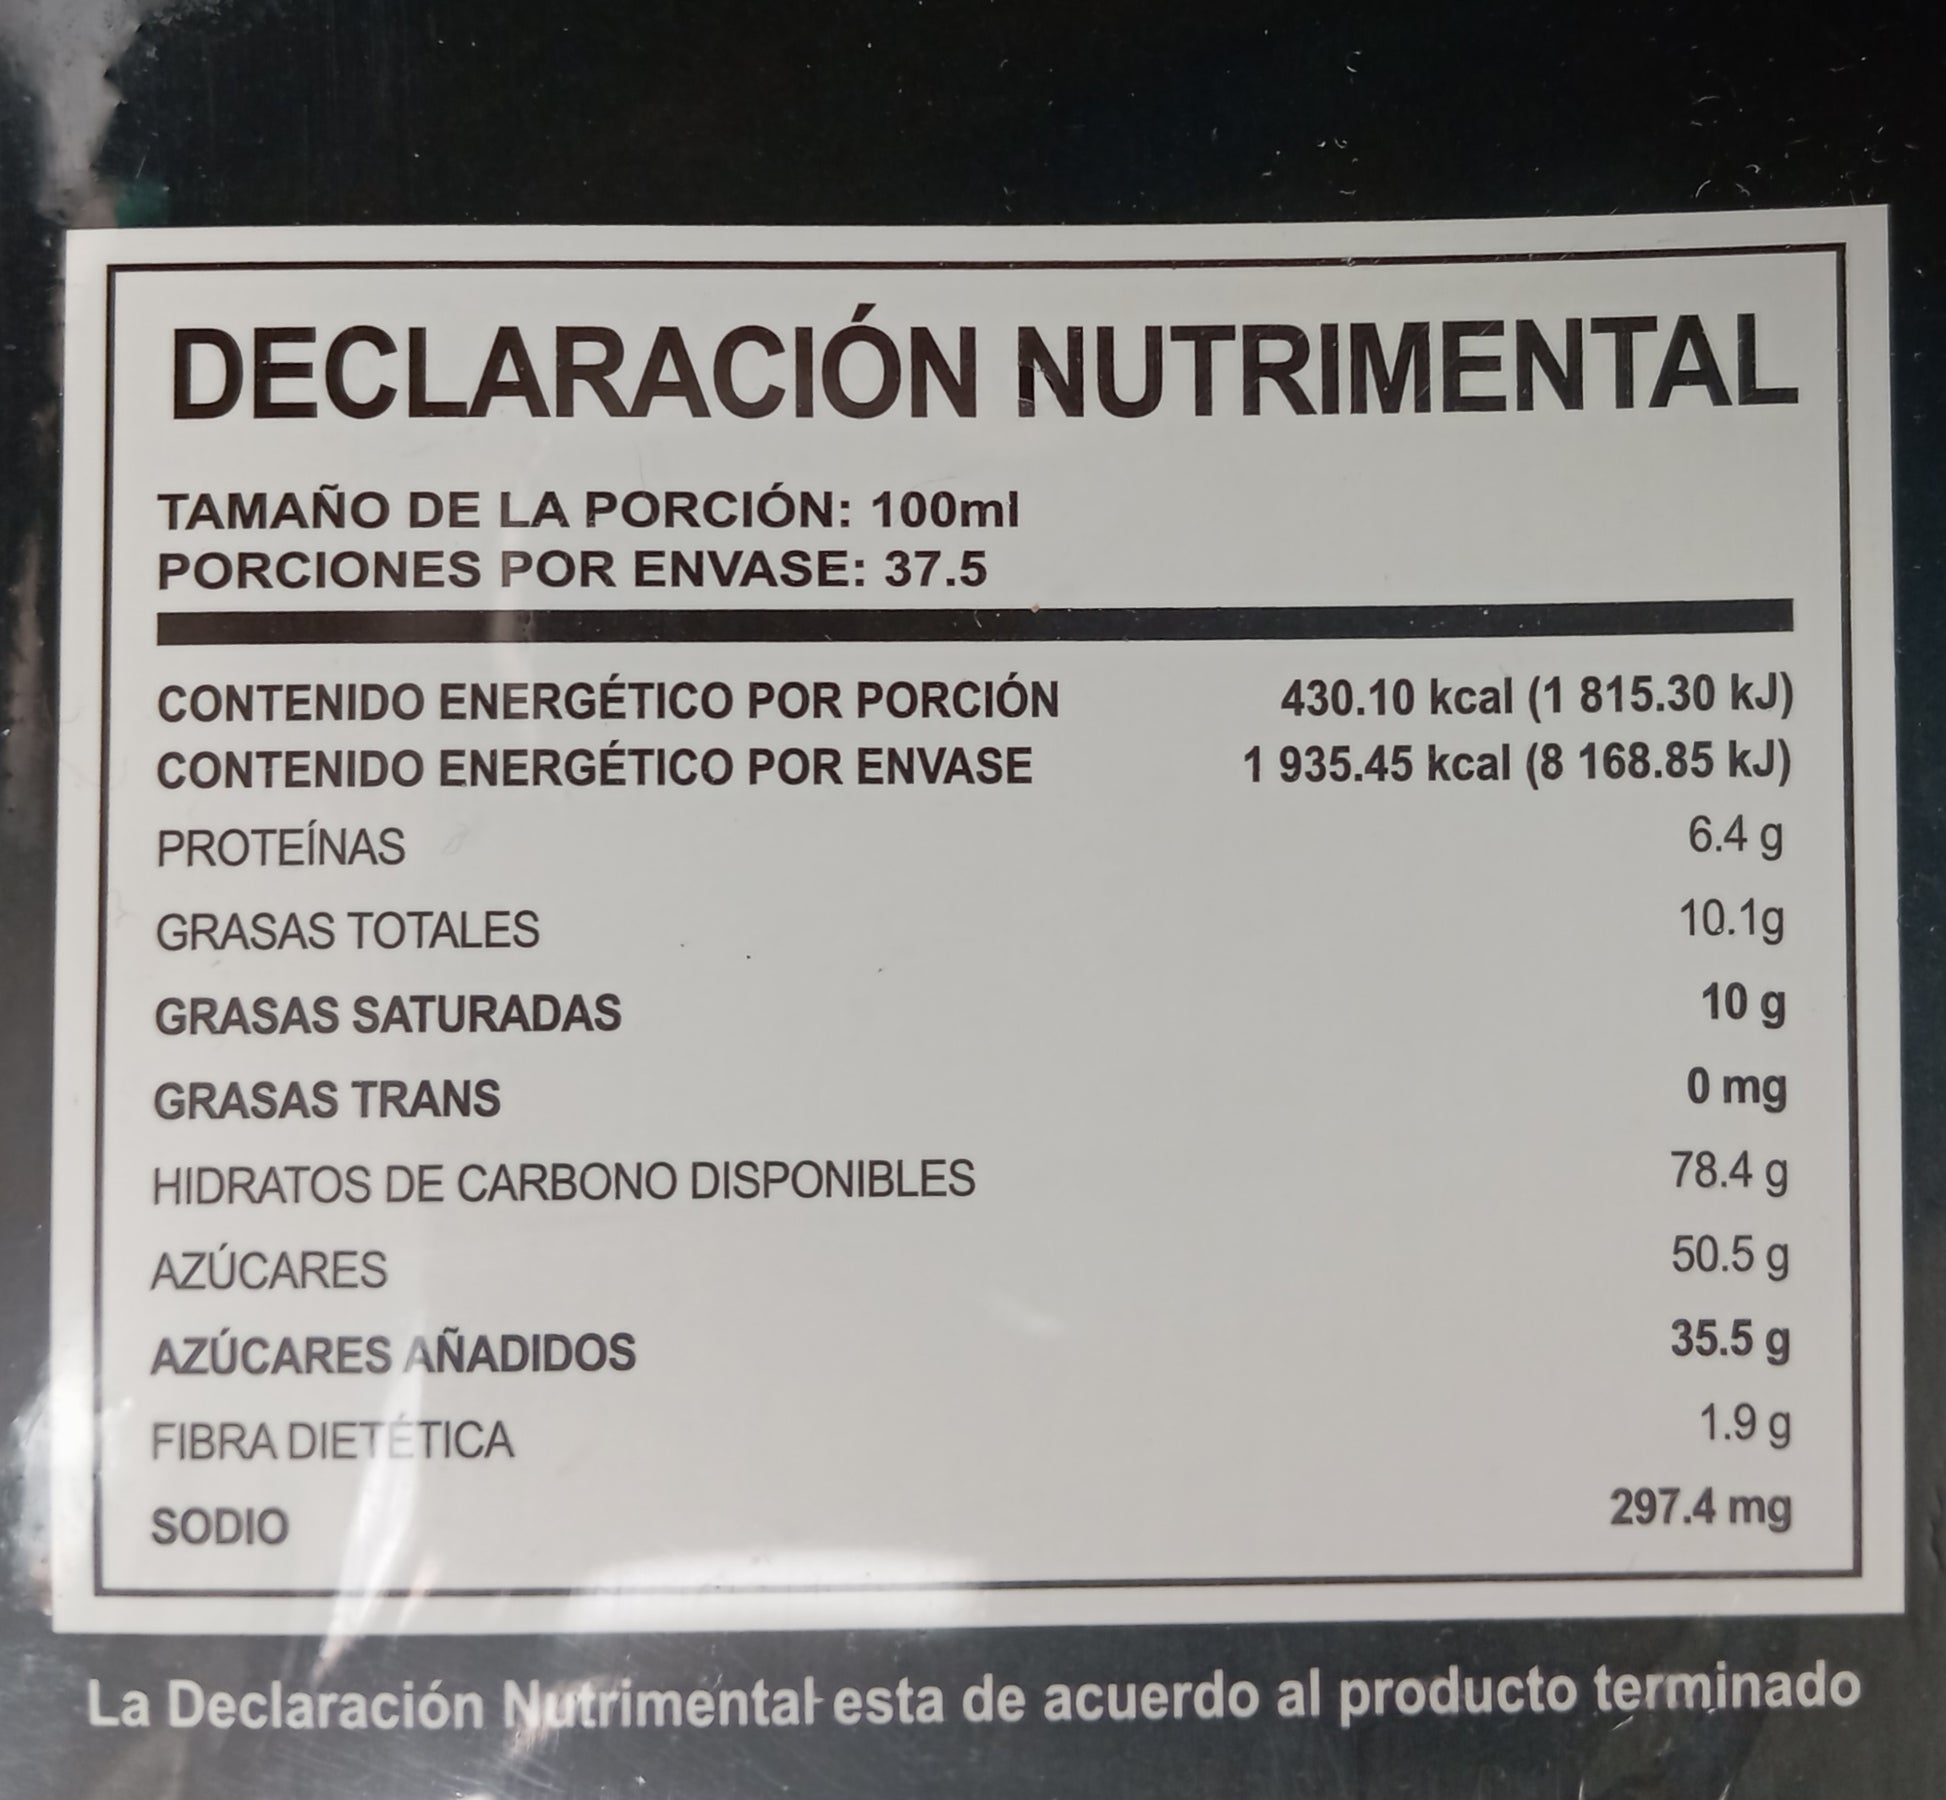 DECLARACIÓN NUTRIMENTAL
TAMAÑO DE LA PORCIÓN: 100ml
PORCIONES POR ENVASE: 37.5
CONTENIDO ENERGÉTICO POR PORCIÓN 430.10 kcal (1 815.30 kJ)
CONTENIDO ENERGÉTICO POR ENVASE 1 935.45 kcal (8 168.85 kJ)
PROTEÍNAS 6.4 g
GRASAS TOTALES 10.1g
GRASAS SATURADAS 10 g
GRASAS TRANS 0 mg
HIDRATOS DE CARBONO DISPONIBLES 78.4 g
AZÚCARES 50.5 g
AZÚCARES AÑADIDOS 35.5 g
FIBRA DIETÉTICA 1.9 g
SODIO 297.4 mg
La Declaración Nutrimental esta de acuerdo al producto terminado